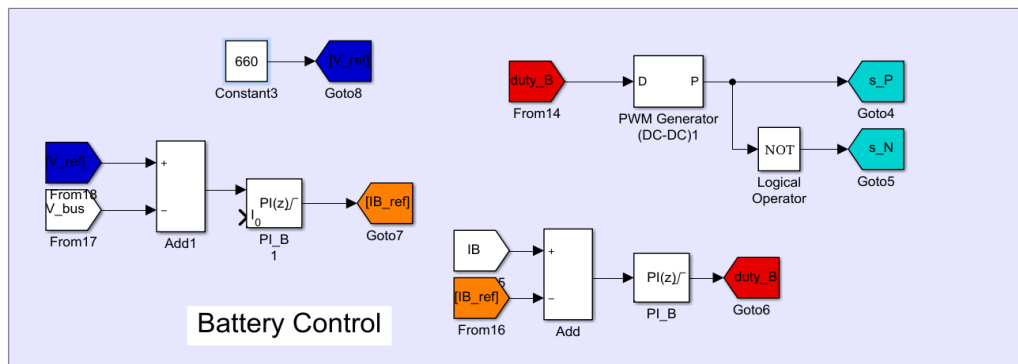 660
Constant3
[V_ref]
Goto8
duty_B
From14
D
P
PWM Generator
(DC-DC)1
s_P
Goto4
NOT
Logical
Operator
s_N
Goto5
[V_ref]
From18
V_bus
From17
+
−
Add1
PI(z)
I0
PI_B
1
[IB_ref]
Goto7
IB
5
[IB_ref]
From16
+
−
Add
PI(z)
PI_B
duty_B
Goto6
Battery Control